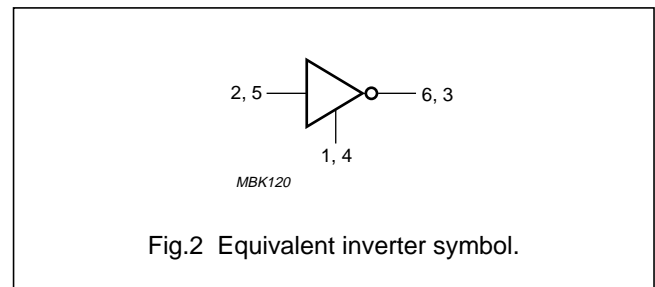 2, 5
6, 3
1, 4
MBK120
Fig.2 Equivalent inverter symbol.